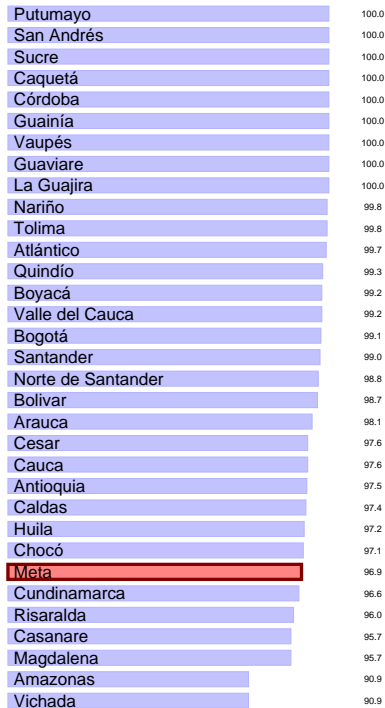 Putumayo 100.0
San Andrés 100.0
Sucre 100.0
Caquetá 100.0
Córdoba 100.0
Guainía 100.0
Vaupés 100.0
Guaviare 100.0
La Guajira 100.0
Nariño 99.8
Tolima 99.8
Atlántico 99.7
Quindío 99.3
Boyacá 99.2
Valle del Cauca 99.2
Bogotá 99.1
Santander 99.0
Norte de Santander 98.8
Bolivar 98.7
Arauca 98.1
Cesar 97.6
Cauca 97.6
Antioquia 97.5
Caldas 97.4
Huila 97.2
Chocó 97.1
Meta 96.9
Cundinamarca 96.6
Risaralda 96.0
Casanare 95.7
Magdalena 95.7
Amazonas 90.9
Vichada 90.9